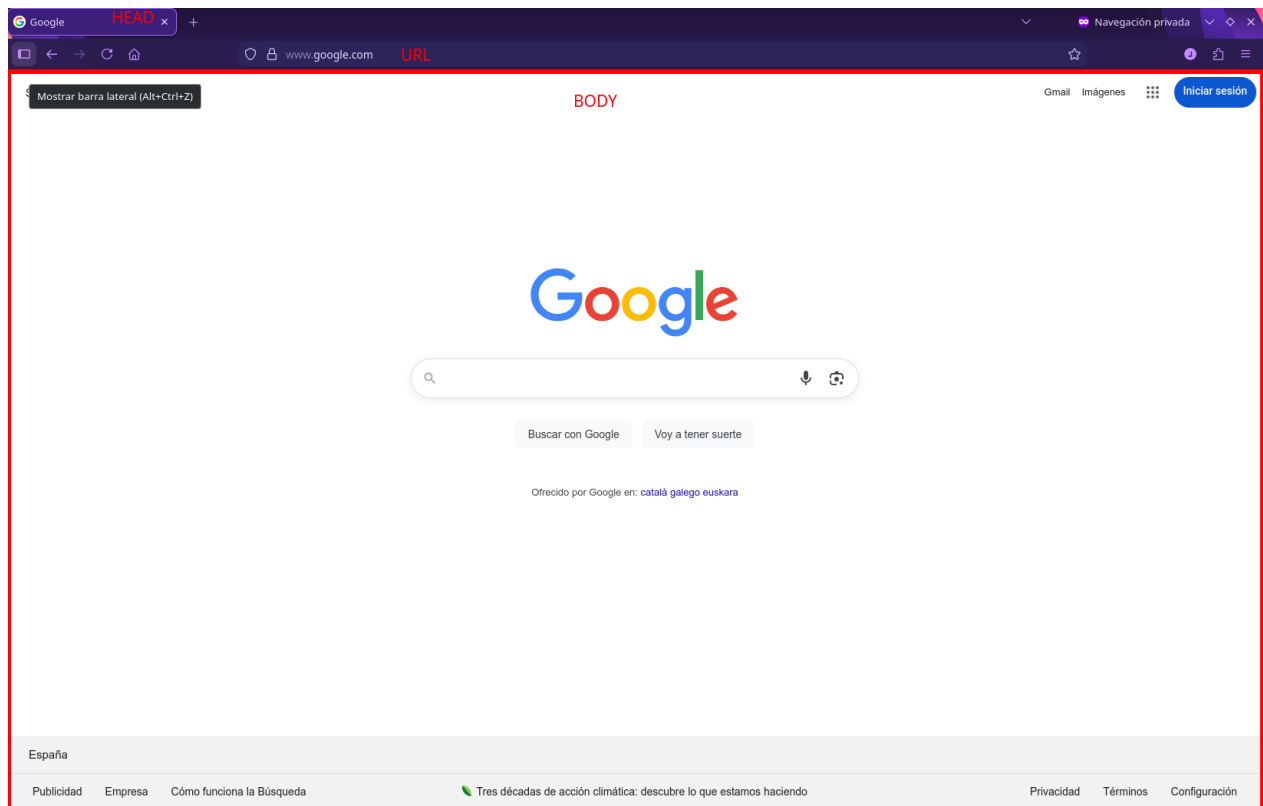 Google HEAD Navegación privada
www.google.com URL
Mostrar barra lateral (Alt+Ctrl+Z) BODY Gmail Imágenes Iniciar sesión
Google
Buscar con Google Voy a tener suerte
Ofrecido por Google en: català galego euskara
España
Publicidad Empresa Cómo funciona la Búsqueda Tres décadas de acción climática: descubre lo que estamos haciendo Privacidad Términos Configuración